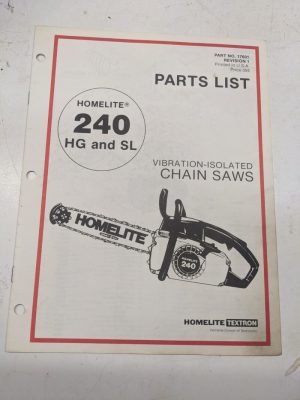 PART NO. 17601
REVISION 1
Printed in U.S.A.
PARTS LIST
HOMELITE®
240
HG and SL
VIBRATION-ISOLATED
CHAIN SAWS
HOMELITE
240
HOMELITE TEXTRON